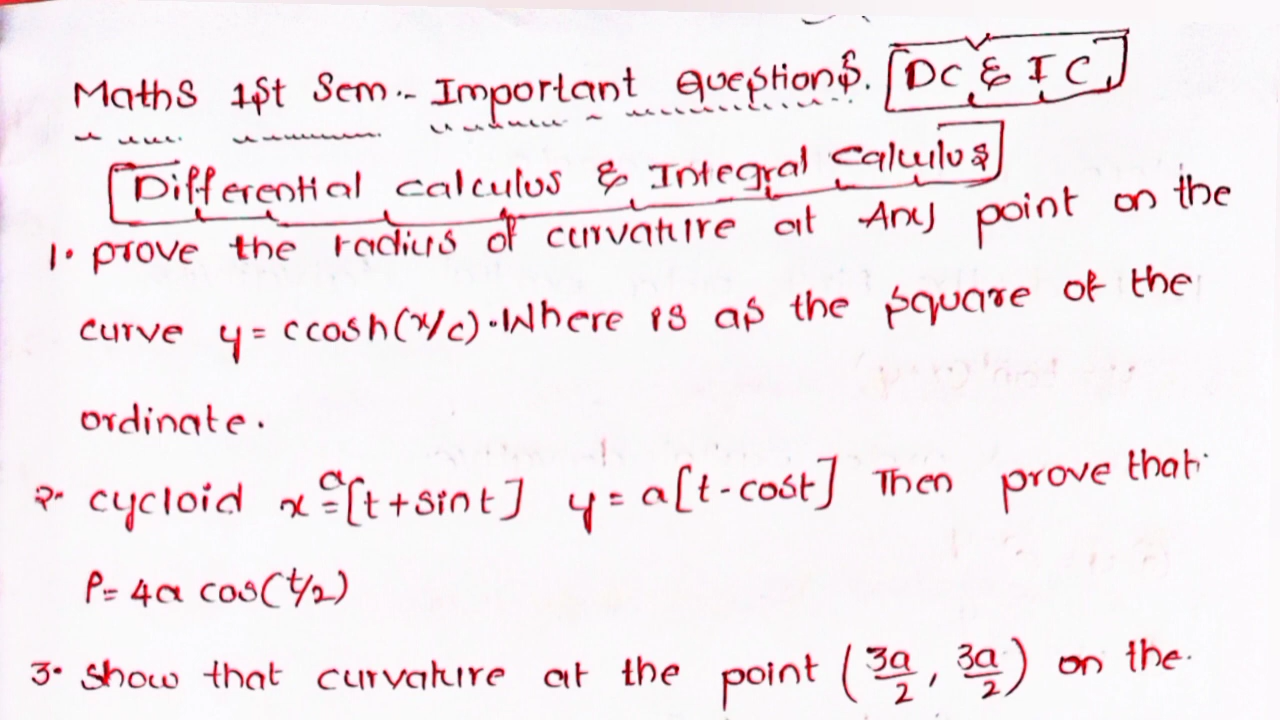 Maths 1st Sem.- Important questions. [DC & IC]
[Differential calculus & Integral Calculus]
1. prove the radius of curvature at Any point on the
curve y = c cosh(x/c). Where is as the square of the
ordinate.
2. cycloid x = a[t + sint] y = a[t - cost] Then prove that.
ρ = 4a cos(t/2)
3. Show that curvature at the point (3a/2, 3a/2) on the.